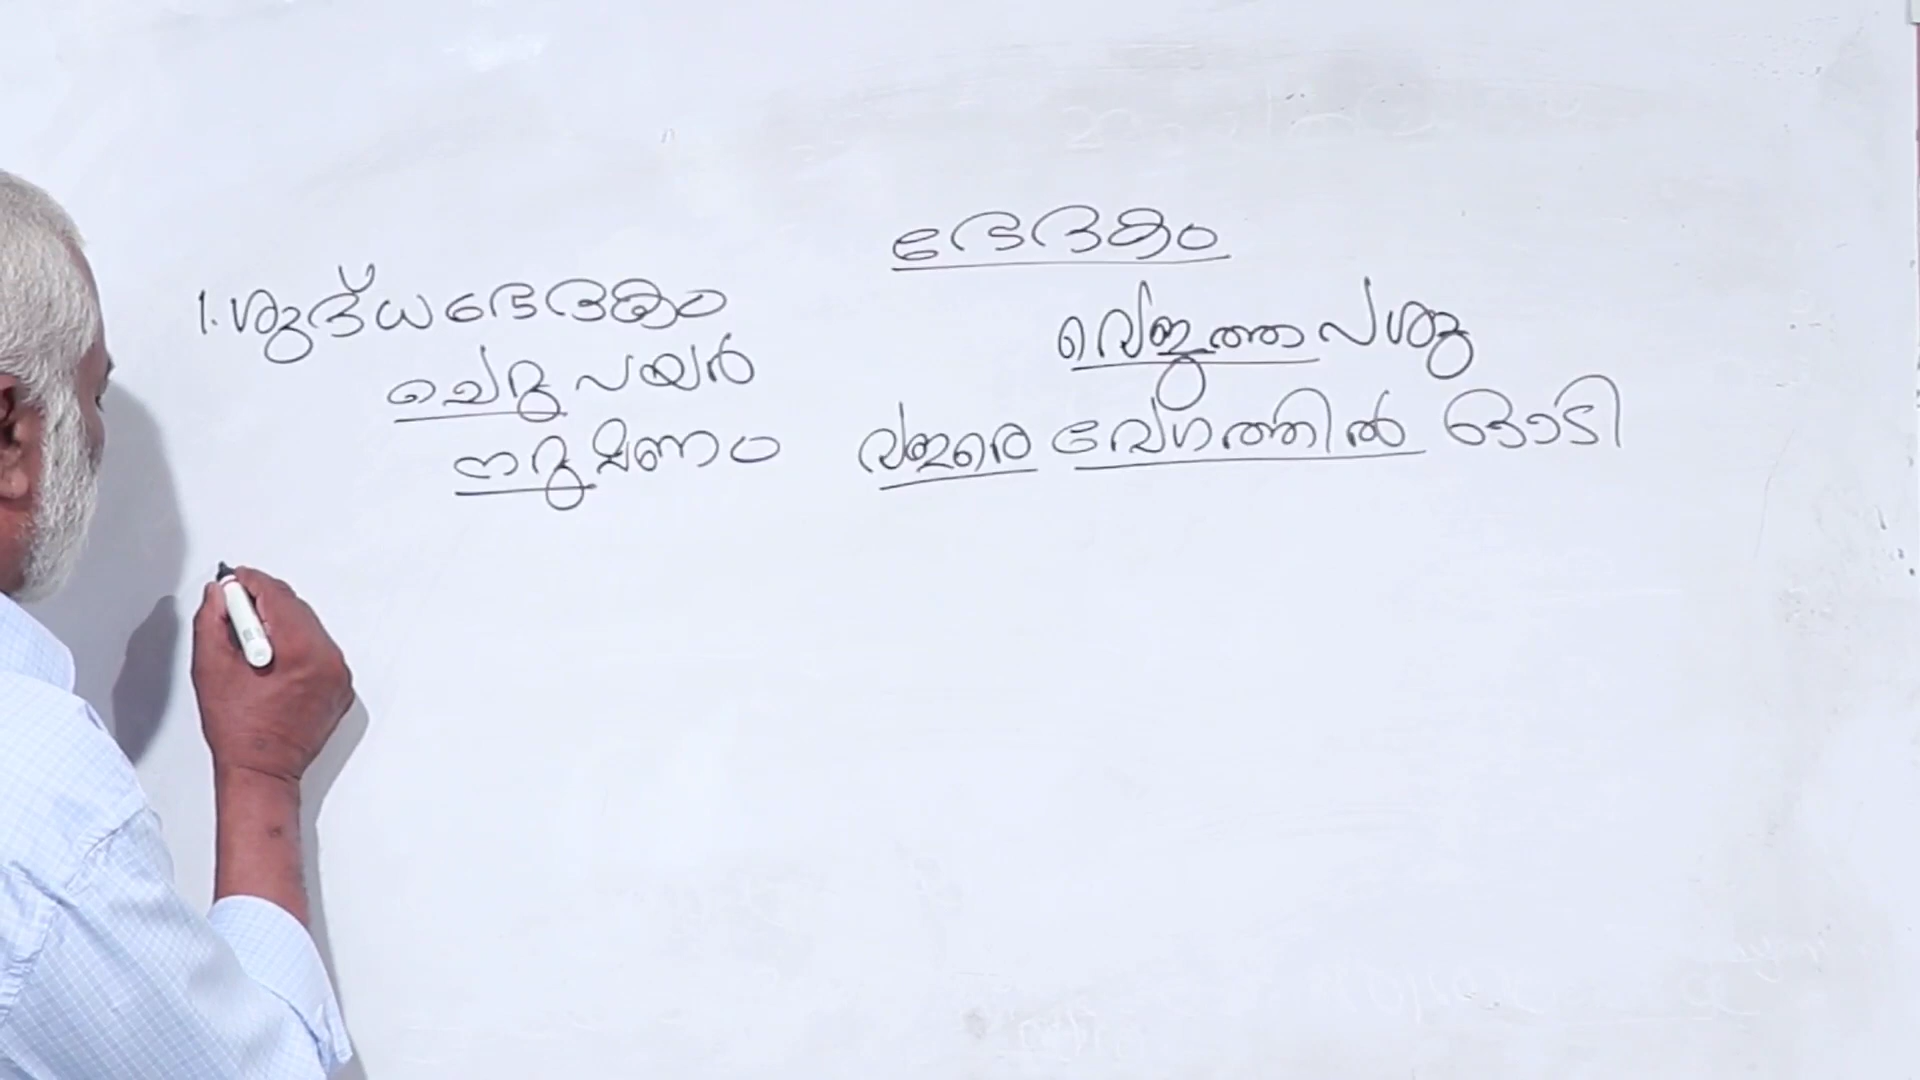 ഭേദകം
1. ശുദ്ധഭേദകം
ചെറുപയർ
നറുമണം
വെളുത്ത പശു
വളരെ വേഗത്തിൽ ഓടി